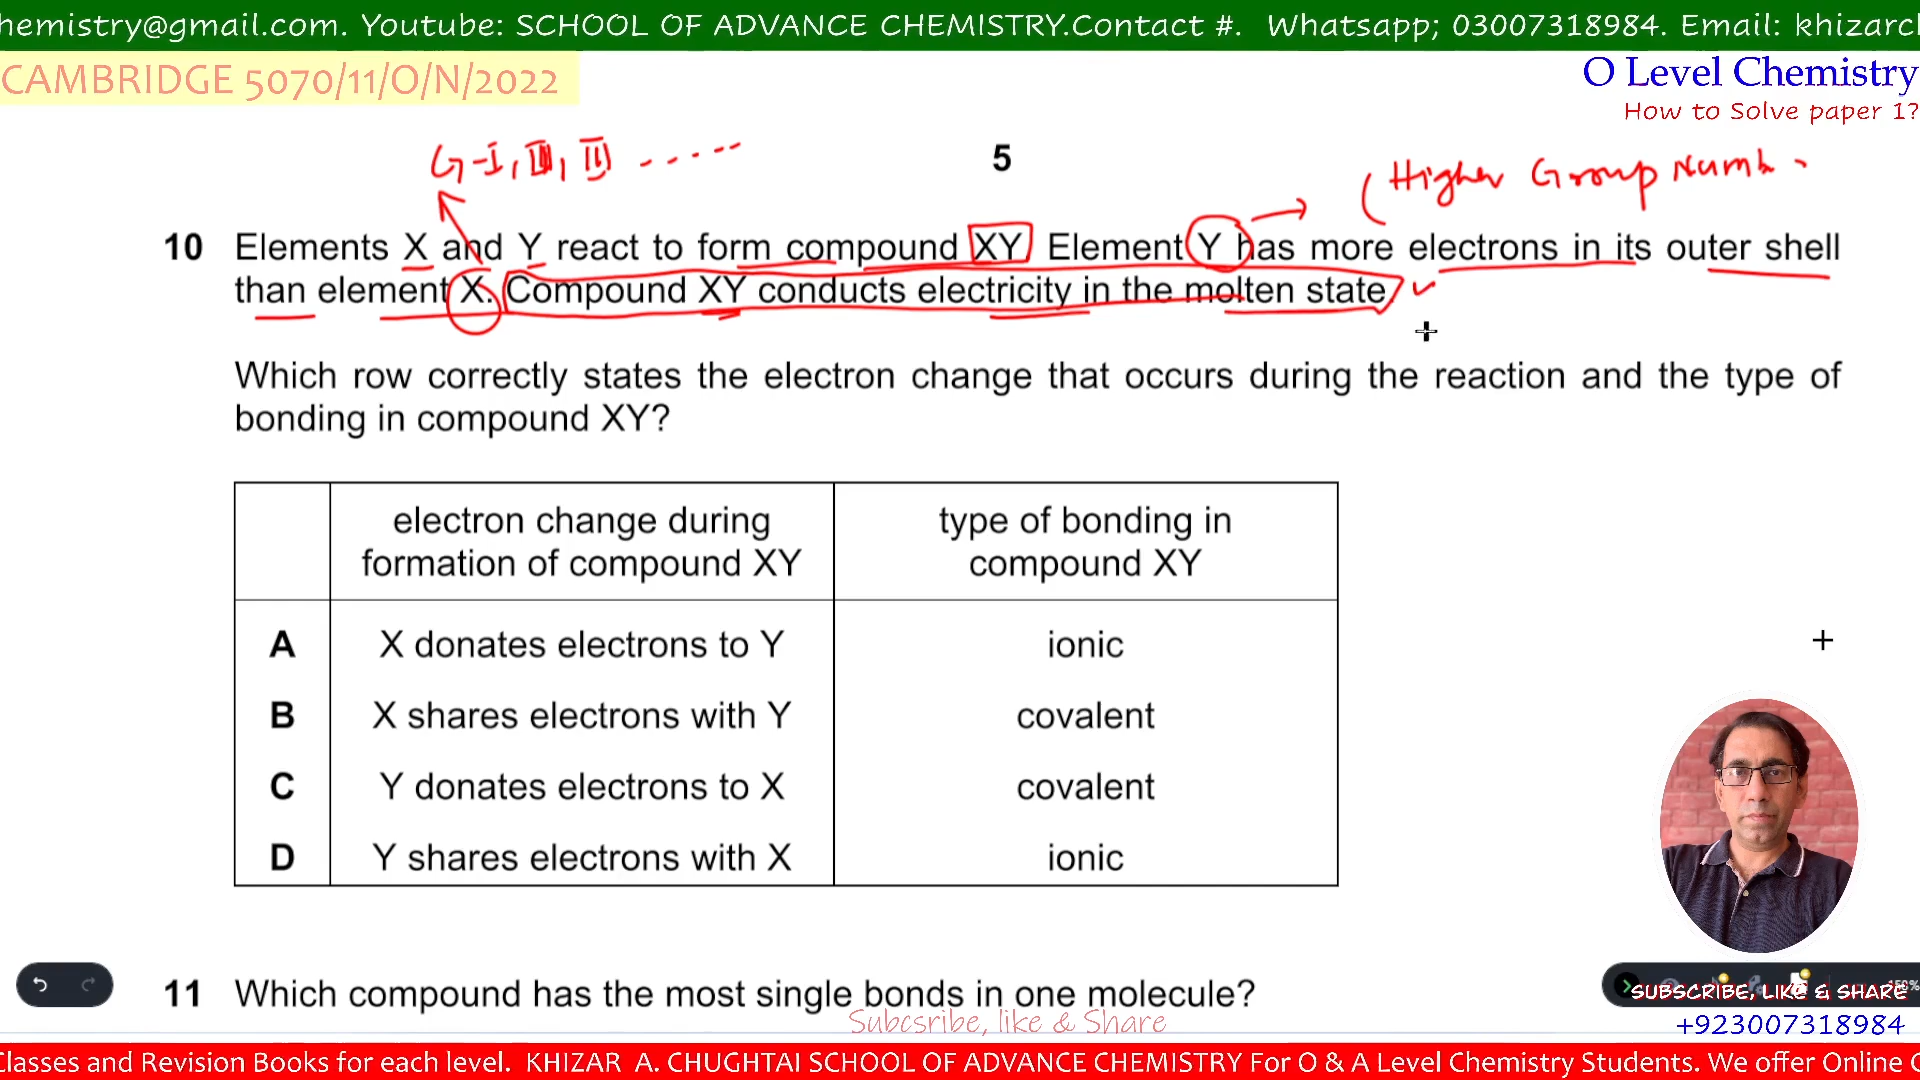 hemistry@gmail.com. Youtube: SCHOOL OF ADVANCE CHEMISTRY.Contact #. Whatsapp; 03007318984. Email: khizarch
CAMBRIDGE 5070/11/O/N/2022
O Level Chemistry
How to Solve paper 1?
G-I, III, II -----
5
(Higher Group Numb
10 Elements X and Y react to form compound XY. Element Y has more electrons in its outer shell
than element X. Compound XY conducts electricity in the molten state.
Which row correctly states the electron change that occurs during the reaction and the type of
bonding in compound XY?
electron change during
formation of compound XY
type of bonding in
compound XY
A X donates electrons to Y ionic
B X shares electrons with Y covalent
C Y donates electrons to X covalent
D Y shares electrons with X ionic
11 Which compound has the most single bonds in one molecule?
SUBSCRIBE, LIKE & SHARE
Subcsribe, like & Share
+923007318984
Classes and Revision Books for each level. KHIZAR A. CHUGHTAI SCHOOL OF ADVANCE CHEMISTRY For O & A Level Chemistry Students. We offer Online C